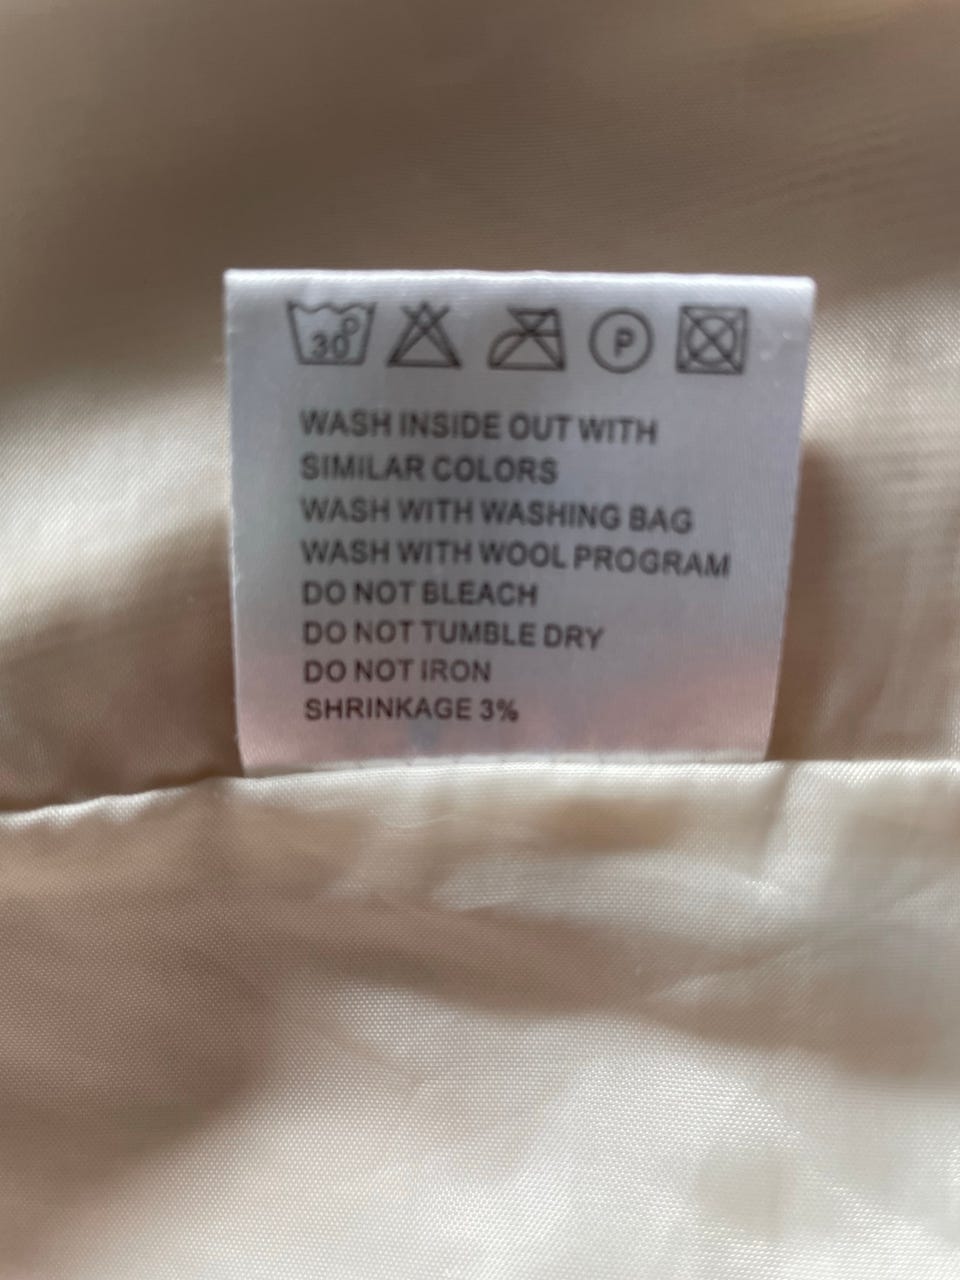 30°
P
WASH INSIDE OUT WITH
SIMILAR COLORS
WASH WITH WASHING BAG
WASH WITH WOOL PROGRAM
DO NOT BLEACH
DO NOT TUMBLE DRY
DO NOT IRON
SHRINKAGE 3%